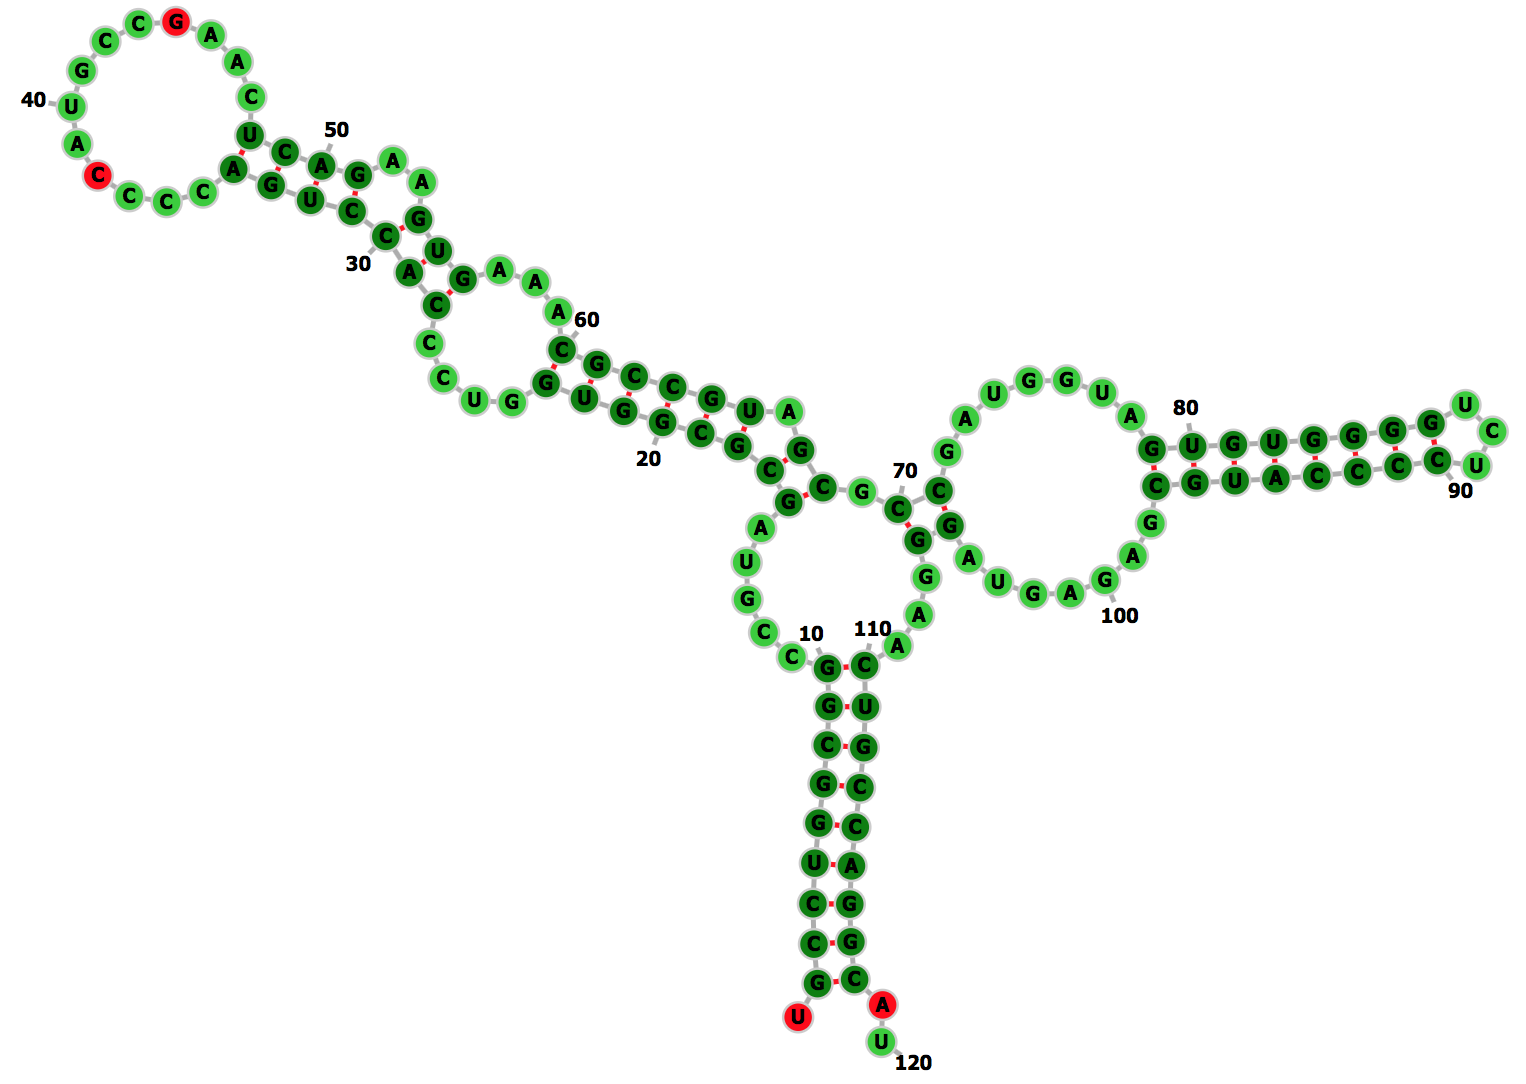 U G C C U G G C G G
10
C C G U A G C G C G
20
G U G G U C C C A C
30
C U G A C C C C A U
40
G C C G A A C U C A
50
G A A G U G A A A C
60
G C C G U A G C G C
70
C G A U G G U A G U
80
G U G G G G U C U C
90
C C C A U G C G A G
100
A G U A G G G A A C
110
U G C C A G G C A U
120